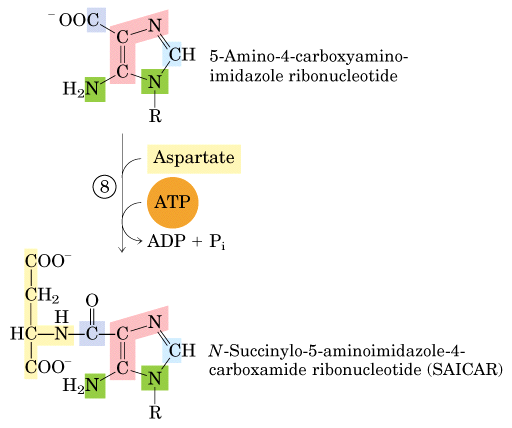 ⁻OOC
C
N
CH
C
N
H₂N
R
5-Amino-4-carboxyamino-
imidazole ribonucleotide
Aspartate
8
ATP
ADP + Pᵢ
COO⁻
CH₂
O
H
HC
N
C
C
N
CH
COO⁻
H₂N
C
N
R
N-Succinylo-5-aminoimidazole-4-
carboxamide ribonucleotide (SAICAR)